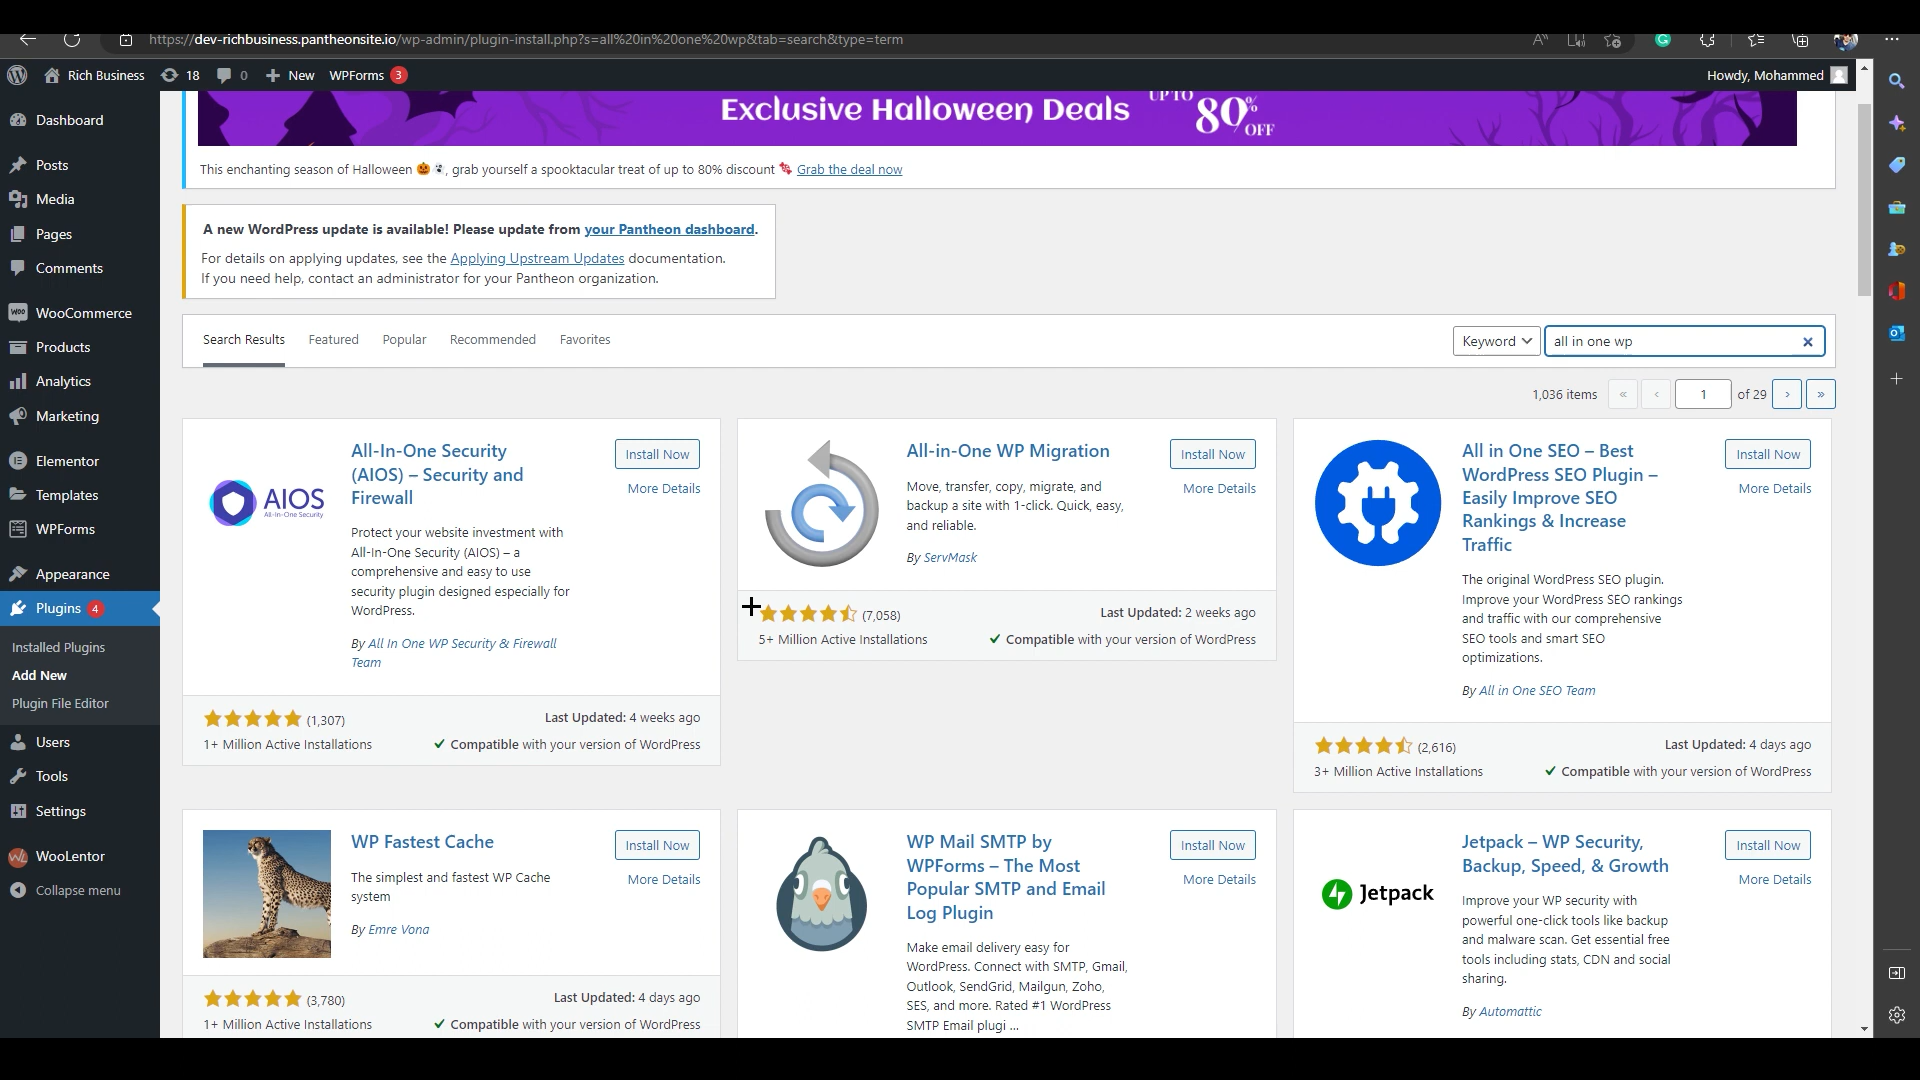 https://dev-richbusiness.pantheonsite.io/wp-admin/plugin-install.php?s=all%20in%20one%20wp&tab=search&type=term
Rich Business 18 0 New WPForms 3 Howdy, Mohammed
Exclusive Halloween Deals UP TO 80% OFF
This enchanting season of Halloween 🎃 👻, grab yourself a spooktacular treat of up to 80% discount 🍬 Grab the deal now
A new WordPress update is available! Please update from your Pantheon dashboard.
For details on applying updates, see the Applying Upstream Updates documentation.
If you need help, contact an administrator for your Pantheon organization.
Dashboard
Posts
Media
Pages
Comments
WooCommerce
Products
Analytics
Marketing
Elementor
Templates
WPForms
Appearance
Plugins 4
Installed Plugins
Add New
Plugin File Editor
Users
Tools
Settings
WooLentor
Collapse menu
Search Results Featured Popular Recommended Favorites Keyword all in one wp
1,036 items « ‹ 1 of 29 › »
All-In-One Security
(AIOS) – Security and
Firewall
Install Now
More Details
AIOS
All-In-One Security
Protect your website investment with
All-In-One Security (AIOS) – a
comprehensive and easy to use
security plugin designed especially for
WordPress.
By All In One WP Security & Firewall
Team
(1,307) Last Updated: 4 weeks ago
1+ Million Active Installations Compatible with your version of WordPress
All-in-One WP Migration
Install Now
More Details
Move, transfer, copy, migrate, and
backup a site with 1-click. Quick, easy,
and reliable.
By ServMask
(7,058) Last Updated: 2 weeks ago
5+ Million Active Installations Compatible with your version of WordPress
All in One SEO – Best
WordPress SEO Plugin –
Easily Improve SEO
Rankings & Increase
Traffic
Install Now
More Details
The original WordPress SEO plugin.
Improve your WordPress SEO rankings
and traffic with our comprehensive
SEO tools and smart SEO
optimizations.
By All in One SEO Team
(2,616) Last Updated: 4 days ago
3+ Million Active Installations Compatible with your version of WordPress
WP Fastest Cache
Install Now
More Details
The simplest and fastest WP Cache
system
By Emre Vona
(3,780) Last Updated: 4 days ago
1+ Million Active Installations Compatible with your version of WordPress
WP Mail SMTP by
WPForms – The Most
Popular SMTP and Email
Log Plugin
Install Now
More Details
Make email delivery easy for
WordPress. Connect with SMTP, Gmail,
Outlook, SendGrid, Mailgun, Zoho,
SES, and more. Rated #1 WordPress
SMTP Email plugi ...
Jetpack – WP Security,
Backup, Speed, & Growth
Install Now
More Details
Jetpack
Improve your WP security with
powerful one-click tools like backup
and malware scan. Get essential free
tools including stats, CDN and social
sharing.
By Automattic